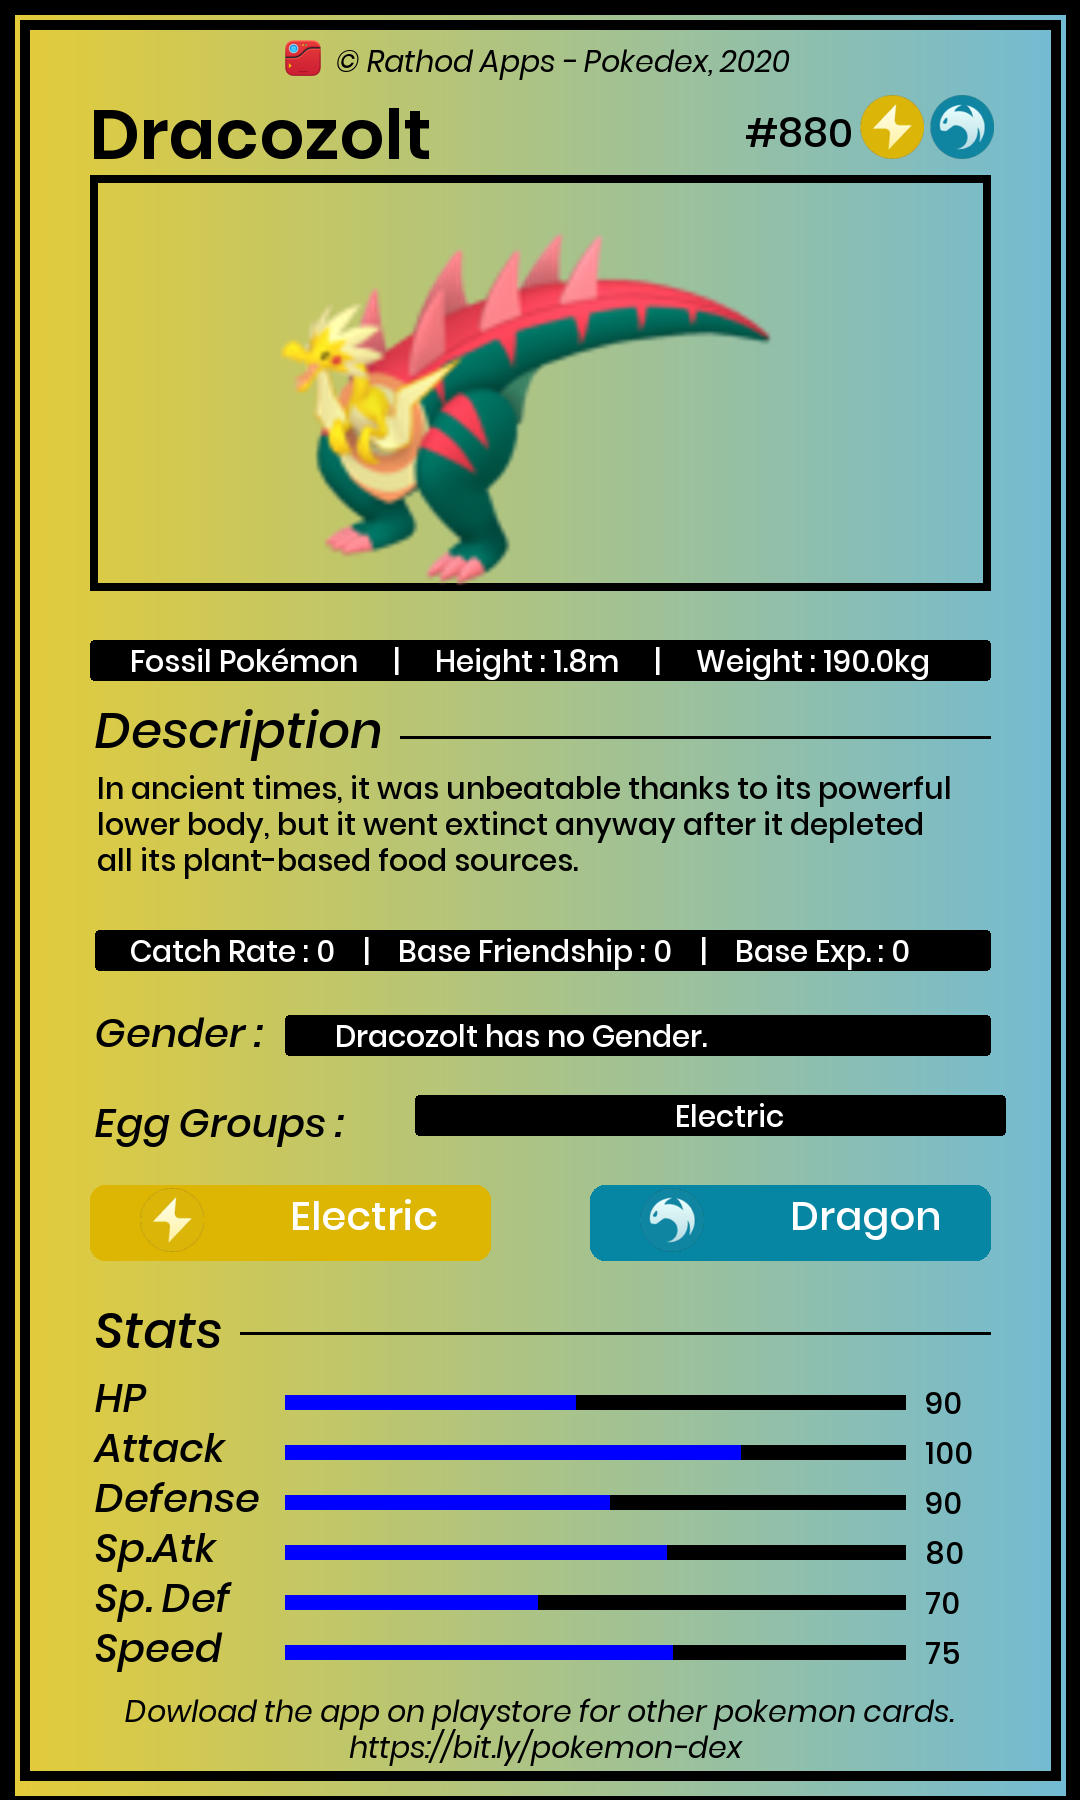 © Rathod Apps - Pokedex, 2020
Dracozolt #880
Fossil Pokémon | Height : 1.8m | Weight : 190.0kg
Description
In ancient times, it was unbeatable thanks to its powerful
lower body, but it went extinct anyway after it depleted
all its plant-based food sources.
Catch Rate : 0 | Base Friendship : 0 | Base Exp. : 0
Gender : Dracozolt has no Gender.
Egg Groups : Electric
Electric Dragon
Stats
HP 90
Attack 100
Defense 90
Sp.Atk 80
Sp. Def 70
Speed 75
Dowload the app on playstore for other pokemon cards.
https://bit.ly/pokemon-dex